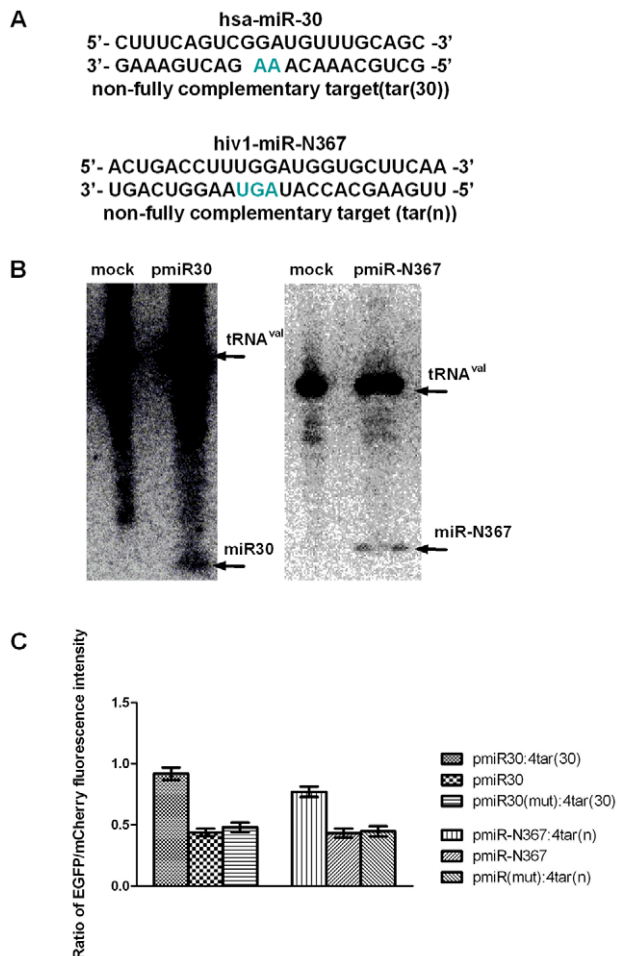 A
hsa-miR-30
5'- CUUUCAGUCGGAUGUUUGCAGC -3'
3'- GAAAGUCAG AA ACAAACGUCG -5'
non-fully complementary target(tar(30))
hiv1-miR-N367
5'- ACUGACCUUUGGAUGGUGCUUCAA -3'
3'- UGACUGGAAUGAUACCACGAAGUU -5'
non-fully complementary target (tar(n))
B
mock pmiR30
mock pmiR-N367
tRNAval
tRNAval
miR-N367
miR30
C
Ratio of EGFP/mCherry fluorescence intensity
1.5
1.0
0.5
0.0
pmiR30:4tar(30)
pmiR30
pmiR30(mut):4tar(30)
pmiR-N367:4tar(n)
pmiR-N367
pmiR(mut):4tar(n)